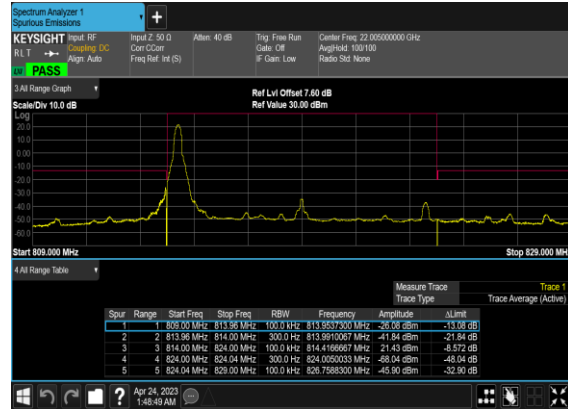 Spectrum Analyzer 1
Spurious Emissions
KEYSIGHT Input: RF Input Z: 50 Ω Atten: 40 dB Trig: Free Run Center Freq: 22.005000000 GHz
RLT Coupling: DC Corr CCorr Gate: Off Avg|Hold: 100/100
Align: Auto Freq Ref: Int (S) IF Gain: Low Radio Std: None
PASS
3 All Range Graph
Ref Lvl Offset 7.60 dB
Scale/Div 10.0 dB Ref Value 30.00 dBm
Log
20.0
10.0
0.00
-10.0
-20.0
-30.0
-40.0
-50.0
-60.0
Start 809.000 MHz Stop 829.000 MH
4 All Range Table
Measure Trace Trace 1
Trace Type Trace Average (Active)
Spur Range Start Freq Stop Freq RBW Frequency Amplitude ΔLimit
1 1 809.00 MHz 813.96 MHz 100.0 kHz 813.9537300 MHz -26.08 dBm -13.08 dB
2 2 813.96 MHz 814.00 MHz 300.0 Hz 813.9910067 MHz -41.84 dBm -21.84 dB
3 3 814.00 MHz 824.00 MHz 100.0 kHz 814.4166667 MHz 21.43 dBm -8.572 dB
4 4 824.00 MHz 824.04 MHz 300.0 Hz 824.0050033 MHz -68.04 dBm -48.04 dB
5 5 824.04 MHz 829.00 MHz 100.0 kHz 826.7588300 MHz -45.90 dBm -32.90 dB
?
Apr 24, 2023
1:48:49 AM